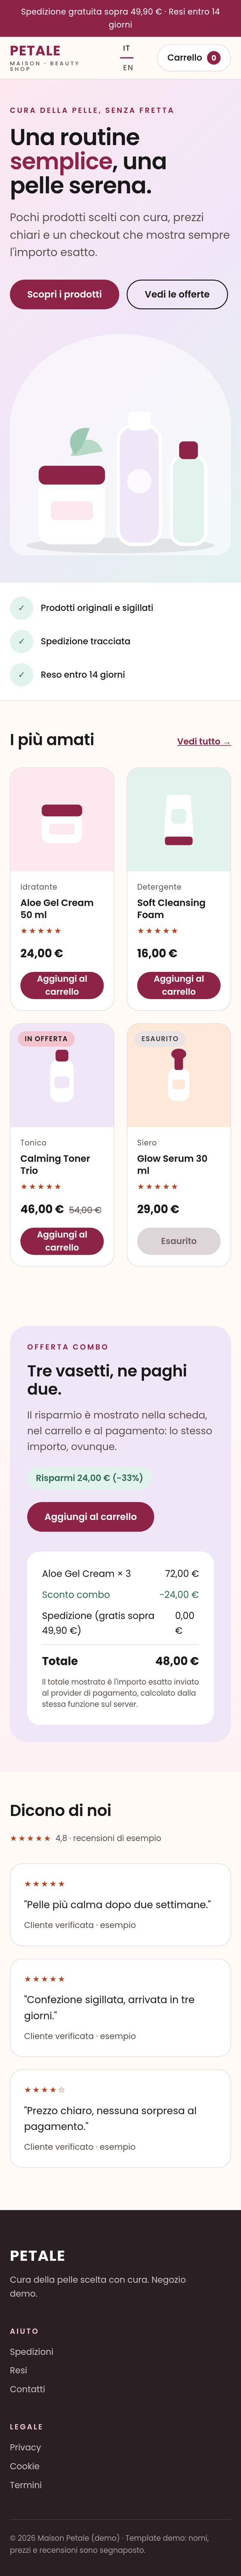 Spedizione gratuita sopra 49,90 € · Resi entro 14
giorni
PETALE
MAISON · BEAUTY
SHOP
IT
EN
Carrello 0
CURA DELLA PELLE, SENZA FRETTA
Una routine
semplice, una
pelle serena.
Pochi prodotti scelti con cura, prezzi
chiari e un checkout che mostra sempre
l'importo esatto.
Scopri i prodotti
Vedi le offerte
✓ Prodotti originali e sigillati
✓ Spedizione tracciata
✓ Reso entro 14 giorni
I più amati
Vedi tutto →
Idratante
Aloe Gel Cream
50 ml
★★★★★
24,00 €
Aggiungi al
carrello
Detergente
Soft Cleansing
Foam
★★★★★
16,00 €
Aggiungi al
carrello
IN OFFERTA
Tonico
Calming Toner
Trio
★★★★★
46,00 € 54,00 €
Aggiungi al
carrello
ESAURITO
Siero
Glow Serum 30
ml
★★★★★
29,00 €
Esaurito
OFFERTA COMBO
Tre vasetti, ne paghi
due.
Il risparmio è mostrato nella scheda,
nel carrello e al pagamento: lo stesso
importo, ovunque.
Risparmi 24,00 € (-33%)
Aggiungi al carrello
Aloe Gel Cream × 3 72,00 €
Sconto combo -24,00 €
Spedizione (gratis sopra 0,00
49,90 €) €
Totale 48,00 €
Il totale mostrato è l'importo esatto inviato
al provider di pagamento, calcolato dalla
stessa funzione sul server.
Dicono di noi
★★★★★ 4,8 · recensioni di esempio
★★★★★
"Pelle più calma dopo due settimane."
Cliente verificata · esempio
★★★★★
"Confezione sigillata, arrivata in tre
giorni."
Cliente verificata · esempio
★★★★☆
"Prezzo chiaro, nessuna sorpresa al
pagamento."
Cliente verificata · esempio
PETALE
Cura della pelle scelta con cura. Negozio
demo.
AIUTO
Spedizioni
Resi
Contatti
LEGALE
Privacy
Cookie
Termini
© 2026 Maison Petale (demo) · Template demo: nomi,
prezzi e recensioni sono segnaposto.